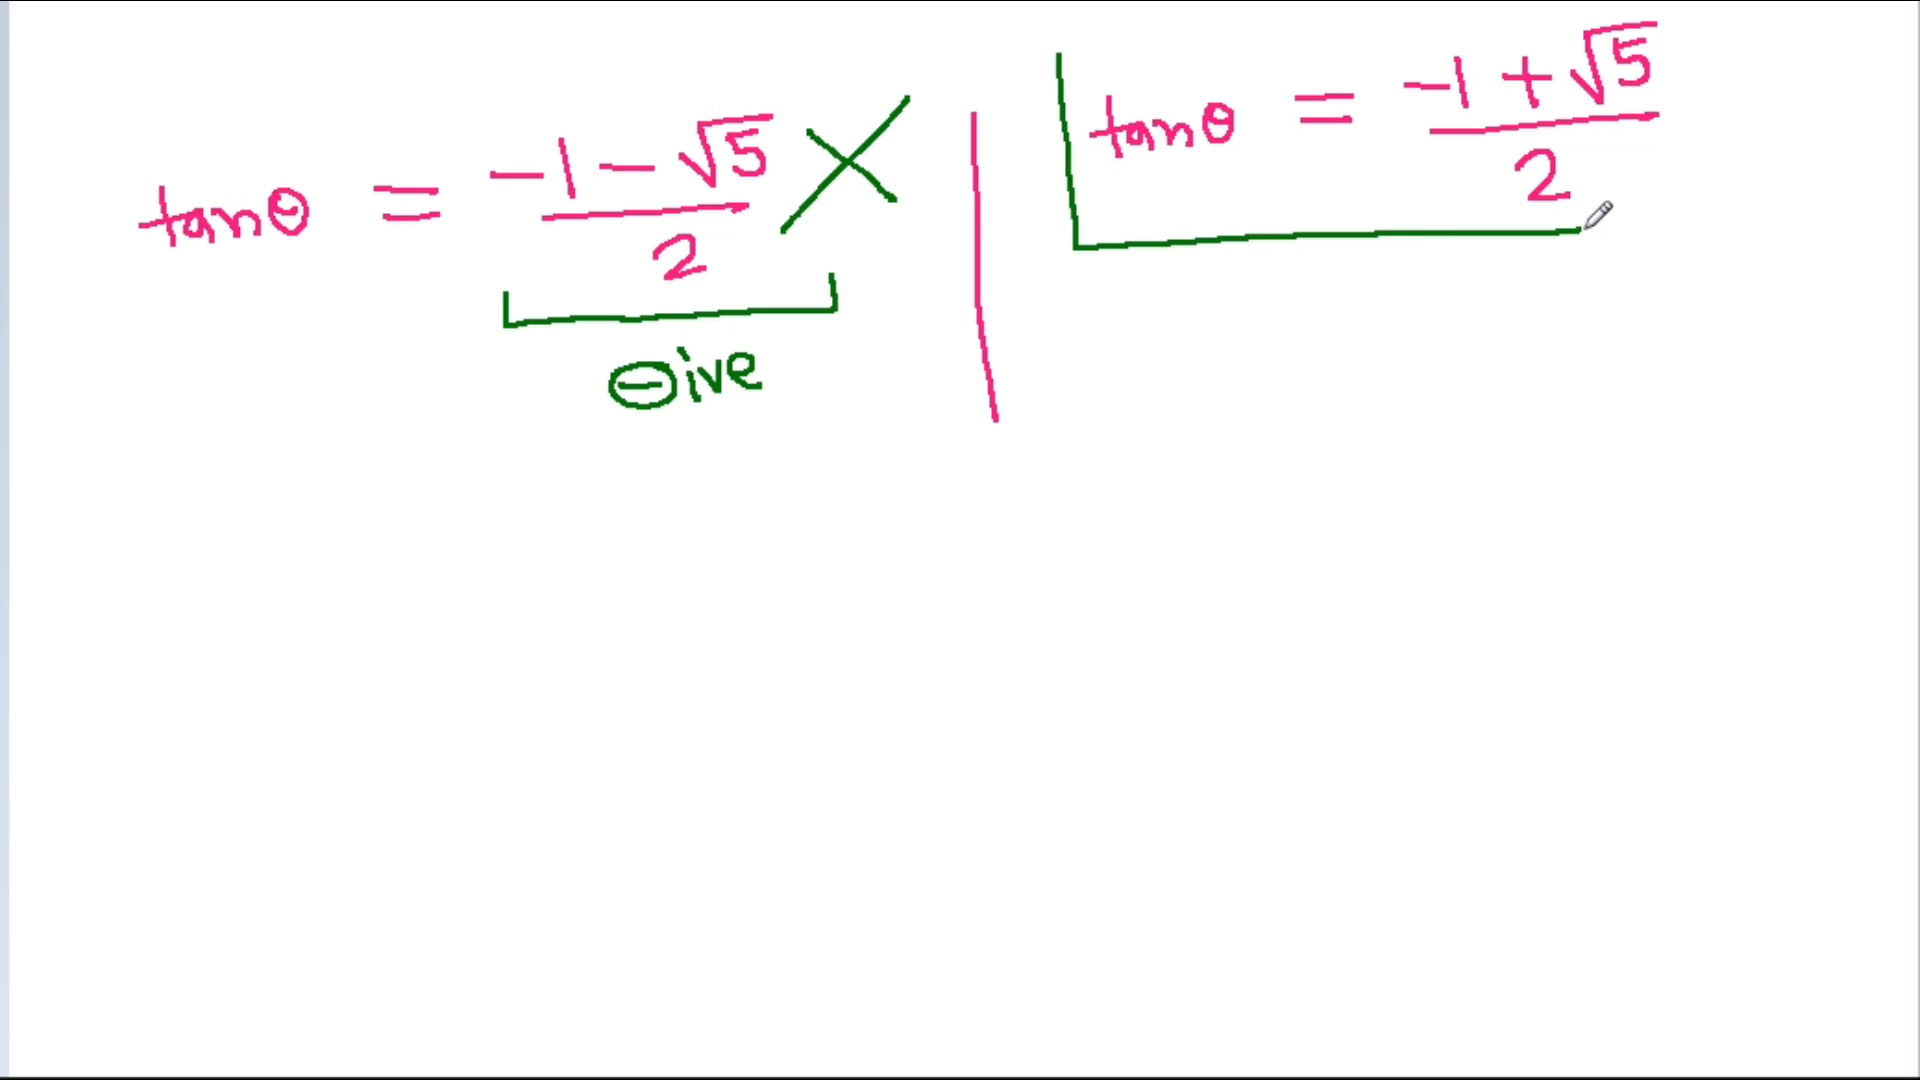 tanθ = (-1 - √5)/2
⊖ive
tanθ = (-1 + √5)/2